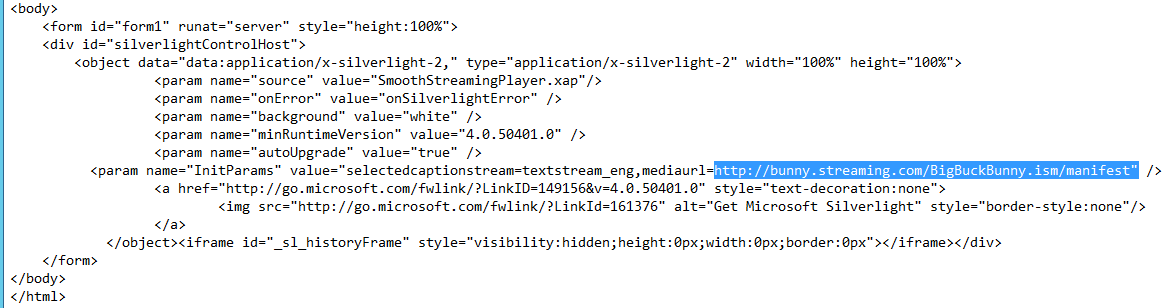 <body>
<form id="form1" runat="server" style="height:100%">
<div id="silverlightControlHost">
<object data="data:application/x-silverlight-2," type="application/x-silverlight-2" width="100%" height="100%">
<param name="source" value="SmoothStreamingPlayer.xap"/>
<param name="onError" value="onSilverlightError" />
<param name="background" value="white" />
<param name="minRuntimeVersion" value="4.0.50401.0" />
<param name="autoUpgrade" value="true" />
<param name="InitParams" value="selectedcaptionstream=textstream_eng,mediaurl=http://bunny.streaming.com/BigBuckBunny.ism/manifest" />
<a href="http://go.microsoft.com/fwlink/?LinkID=149156&v=4.0.50401.0" style="text-decoration:none">
<img src="http://go.microsoft.com/fwlink/?LinkId=161376" alt="Get Microsoft Silverlight" style="border-style:none"/>
</a>
</object><iframe id="_sl_historyFrame" style="visibility:hidden;height:0px;width:0px;border:0px"></iframe></div>
</form>
</body>
</html>